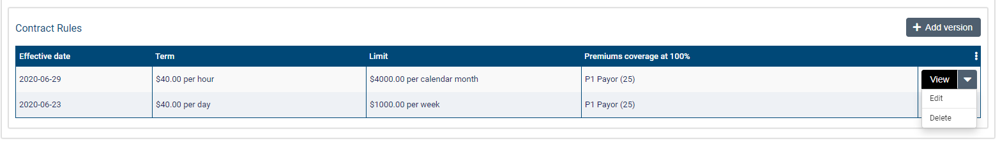 Contract Rules
+ Add version
Effective date Term Limit Premiums coverage at 100%
2020-06-29 $40.00 per hour $4000.00 per calendar month P1 Payor (25) View
2020-06-23 $40.00 per day $1000.00 per week P1 Payor (25)
Edit
Delete